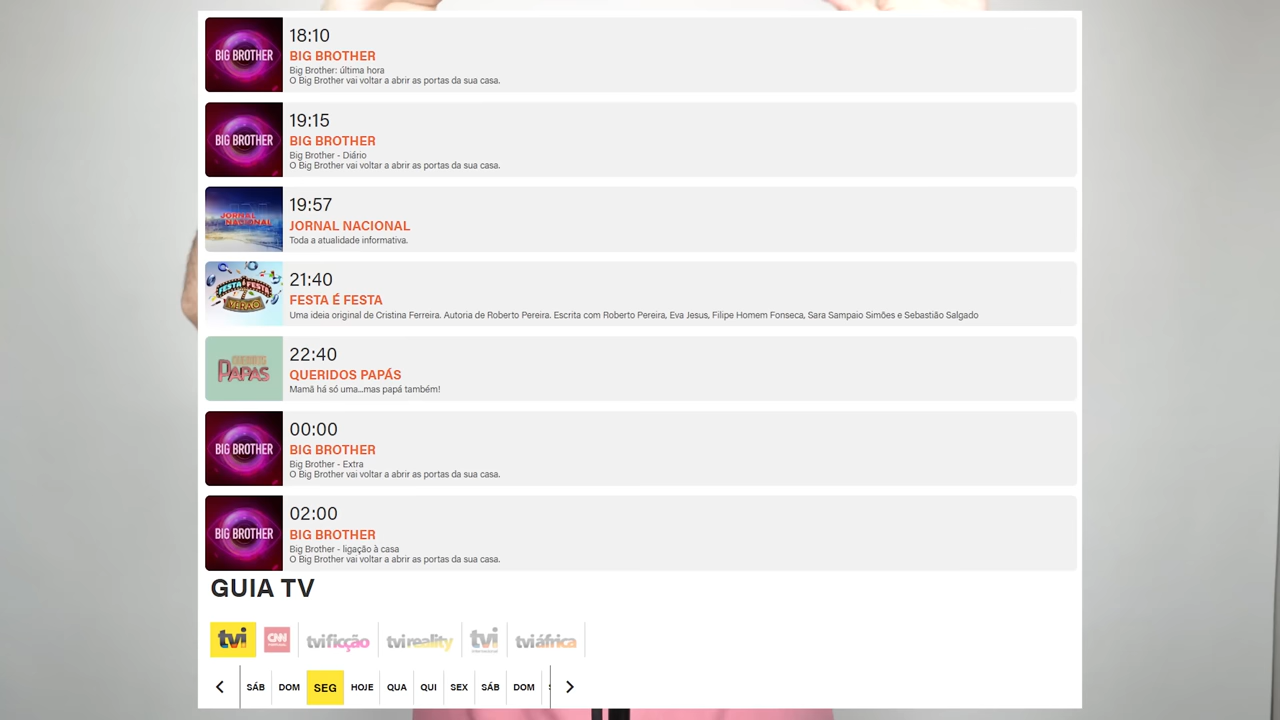 18:10
BIG BROTHER
BIG BROTHER
Big Brother: última hora
O Big Brother vai voltar a abrir as portas da sua casa.
19:15
BIG BROTHER
BIG BROTHER
Big Brother - Diário
O Big Brother vai voltar a abrir as portas da sua casa.
19:57
JORNAL NACIONAL
JORNAL NACIONAL
Toda a atualidade informativa.
21:40
FESTA É FESTA
FESTA É FESTA
Uma ideia original de Cristina Ferreira. Autoria de Roberto Pereira. Escrita com Roberto Pereira, Eva Jesus, Filipe Homem Fonseca, Sara Sampaio Simões e Sebastião Salgado
22:40
QUERIDOS PAPÁS
PAPÁS
Mamã há só uma...mas papá também!
00:00
BIG BROTHER
BIG BROTHER
Big Brother - Extra
O Big Brother vai voltar a abrir as portas da sua casa.
02:00
BIG BROTHER
BIG BROTHER
Big Brother - ligação à casa
O Big Brother vai voltar a abrir as portas da sua casa.
GUIA TV
tvi CNN PORTUGAL tvificção tvireality tvi internacional tviáfrica
SÁB DOM SEG HOJE QUA QUI SEX SÁB DOM